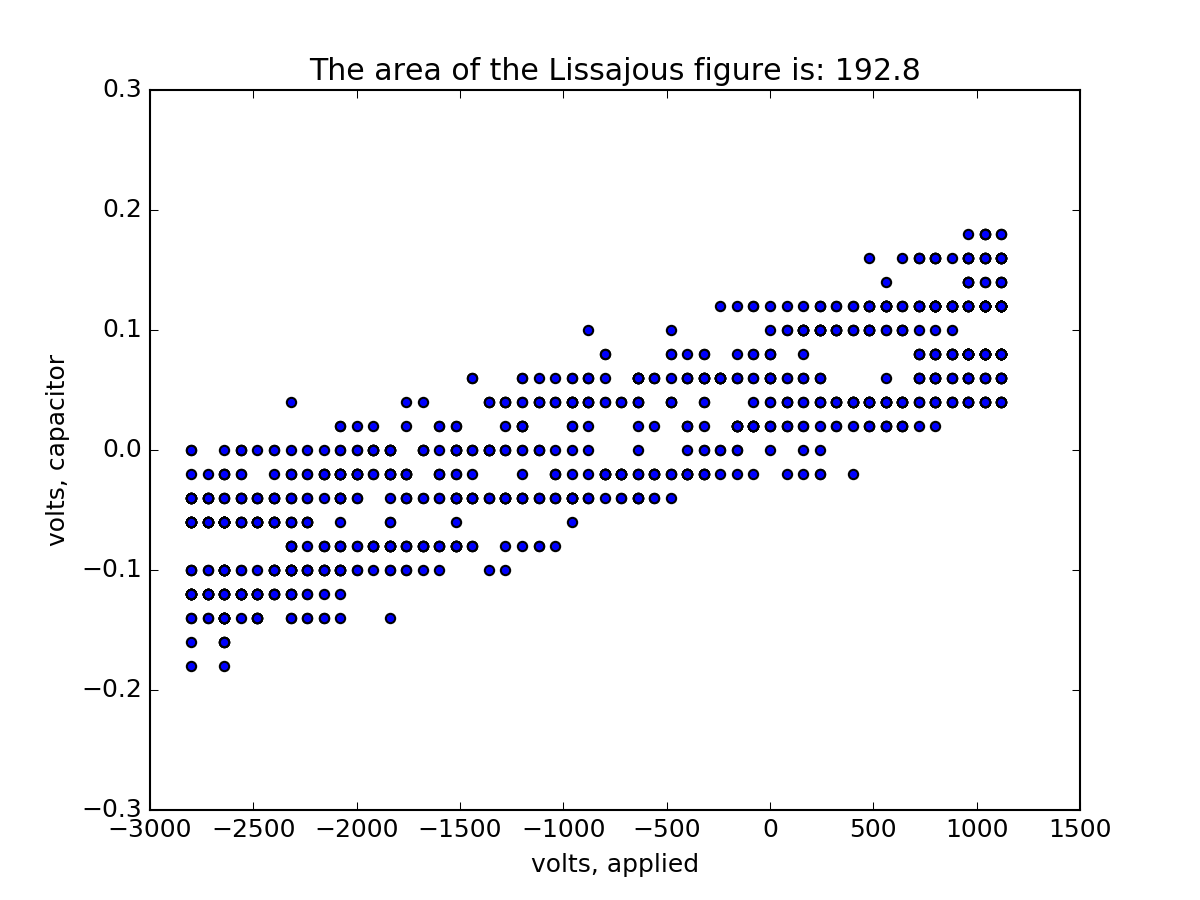 The area of the Lissajous figure is: 192.8
0.3
0.2
0.1
0.0
−0.1
−0.2
−0.3
volts, capacitor
−3000 −2500 −2000 −1500 −1000 −500 0 500 1000 1500
volts, applied